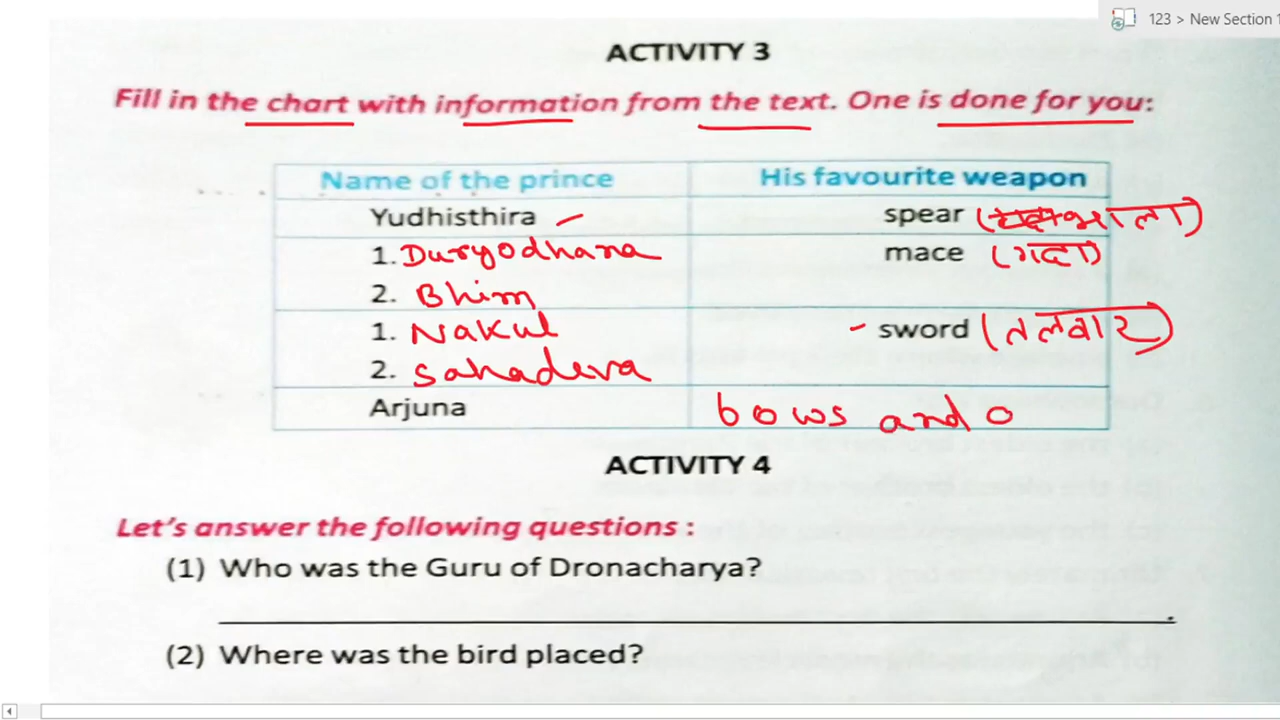 123 > New Section 1
ACTIVITY 3
Fill in the chart with information from the text. One is done for you:
Name of the prince His favourite weapon
Yudhisthira – spear (भाला)
1. Duryodhana mace (गदा)
2. Bhim
1. Nakul – sword (तलवार)
2. Sahadeva
Arjuna bows and a
ACTIVITY 4
Let's answer the following questions :
(1) Who was the Guru of Dronacharya?
(2) Where was the bird placed?